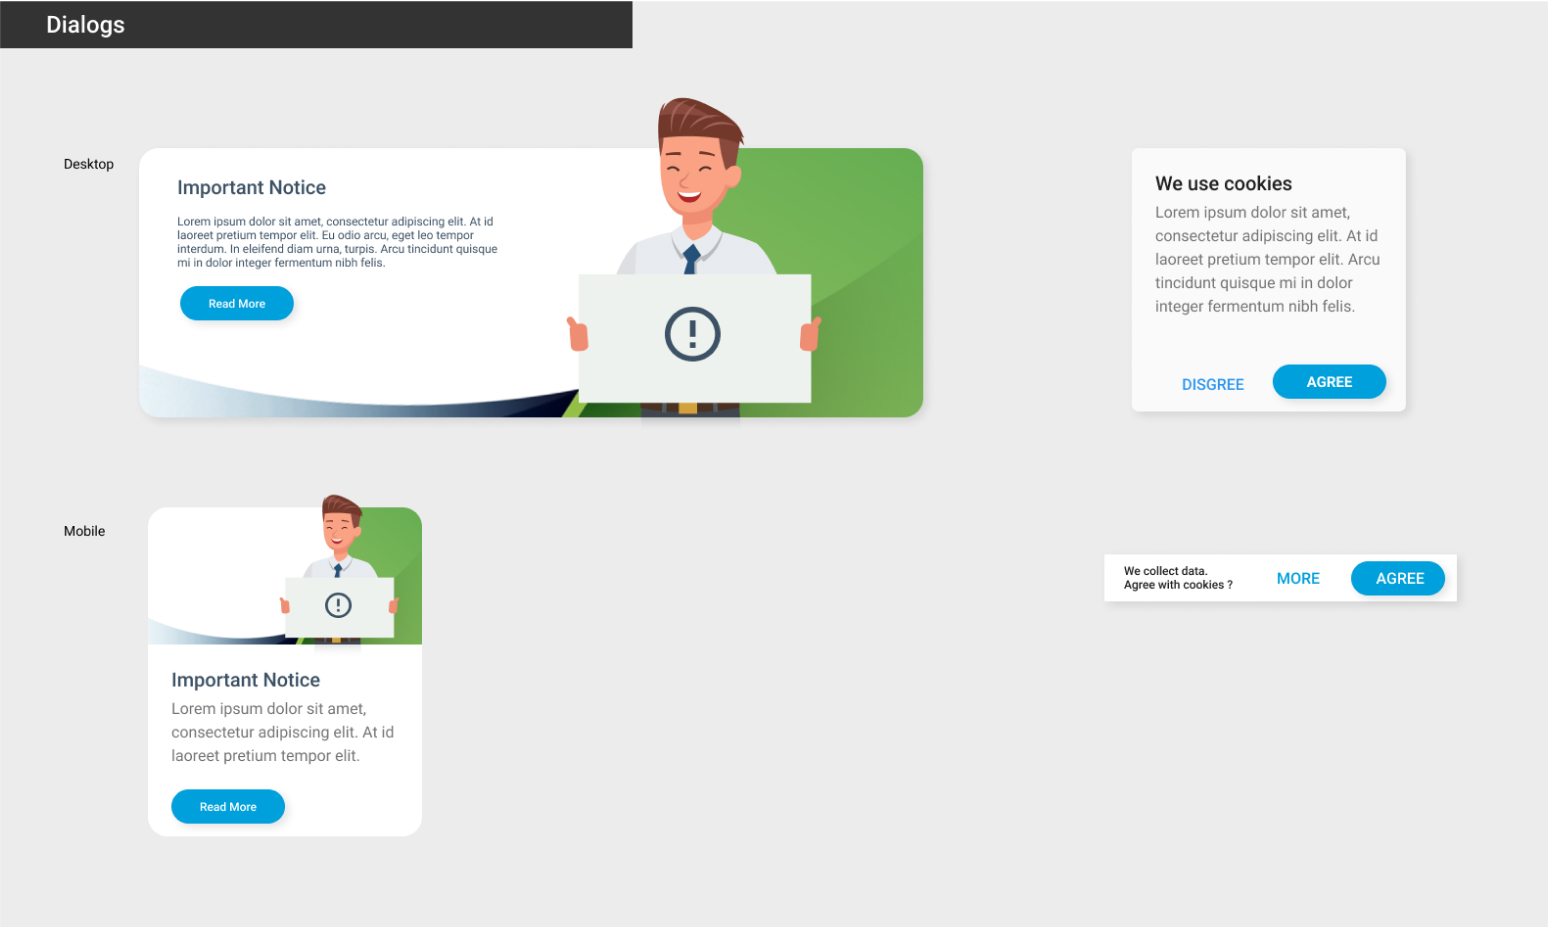 Dialogs
Desktop
Important Notice
Lorem ipsum dolor sit amet, consectetur adipiscing elit. At id
laoreet pretium tempor elit. Eu odio arcu, eget leo tempor
interdum. In eleifend diam urna, turpis. Arcu tincidunt quisque
mi in dolor integer fermentum nibh felis.
Read More
!
We use cookies
Lorem ipsum dolor sit amet,
consectetur adipiscing elit. At id
laoreet pretium tempor elit. Arcu
tincidunt quisque mi in dolor
integer fermentum nibh felis.
DISGREE
AGREE
Mobile
!
Important Notice
Lorem ipsum dolor sit amet,
consectetur adipiscing elit. At id
laoreet pretium tempor elit.
Read More
We collect data.
Agree with cookies ?
MORE
AGREE